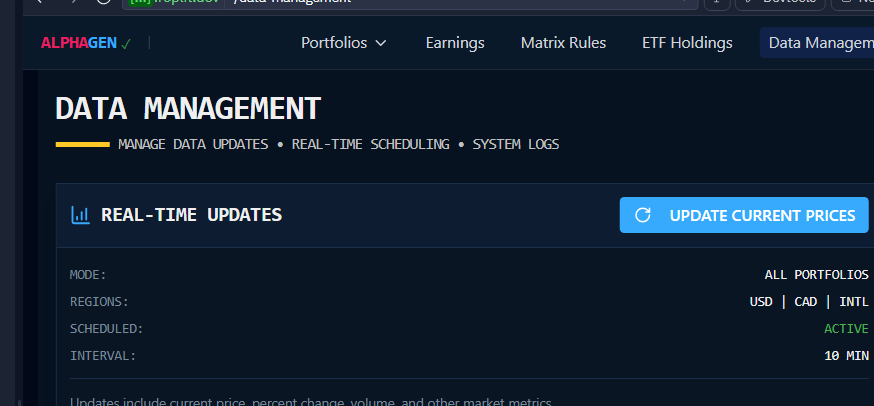 /data-management
Devtools
ALPHAGEN ✓ |
Portfolios
Earnings
Matrix Rules
ETF Holdings
Data Managem
DATA MANAGEMENT
MANAGE DATA UPDATES • REAL-TIME SCHEDULING • SYSTEM LOGS
REAL-TIME UPDATES
UPDATE CURRENT PRICES
MODE: ALL PORTFOLIOS
REGIONS: USD | CAD | INTL
SCHEDULED: ACTIVE
INTERVAL: 10 MIN
Updates include current price, percent change, volume, and other market metrics